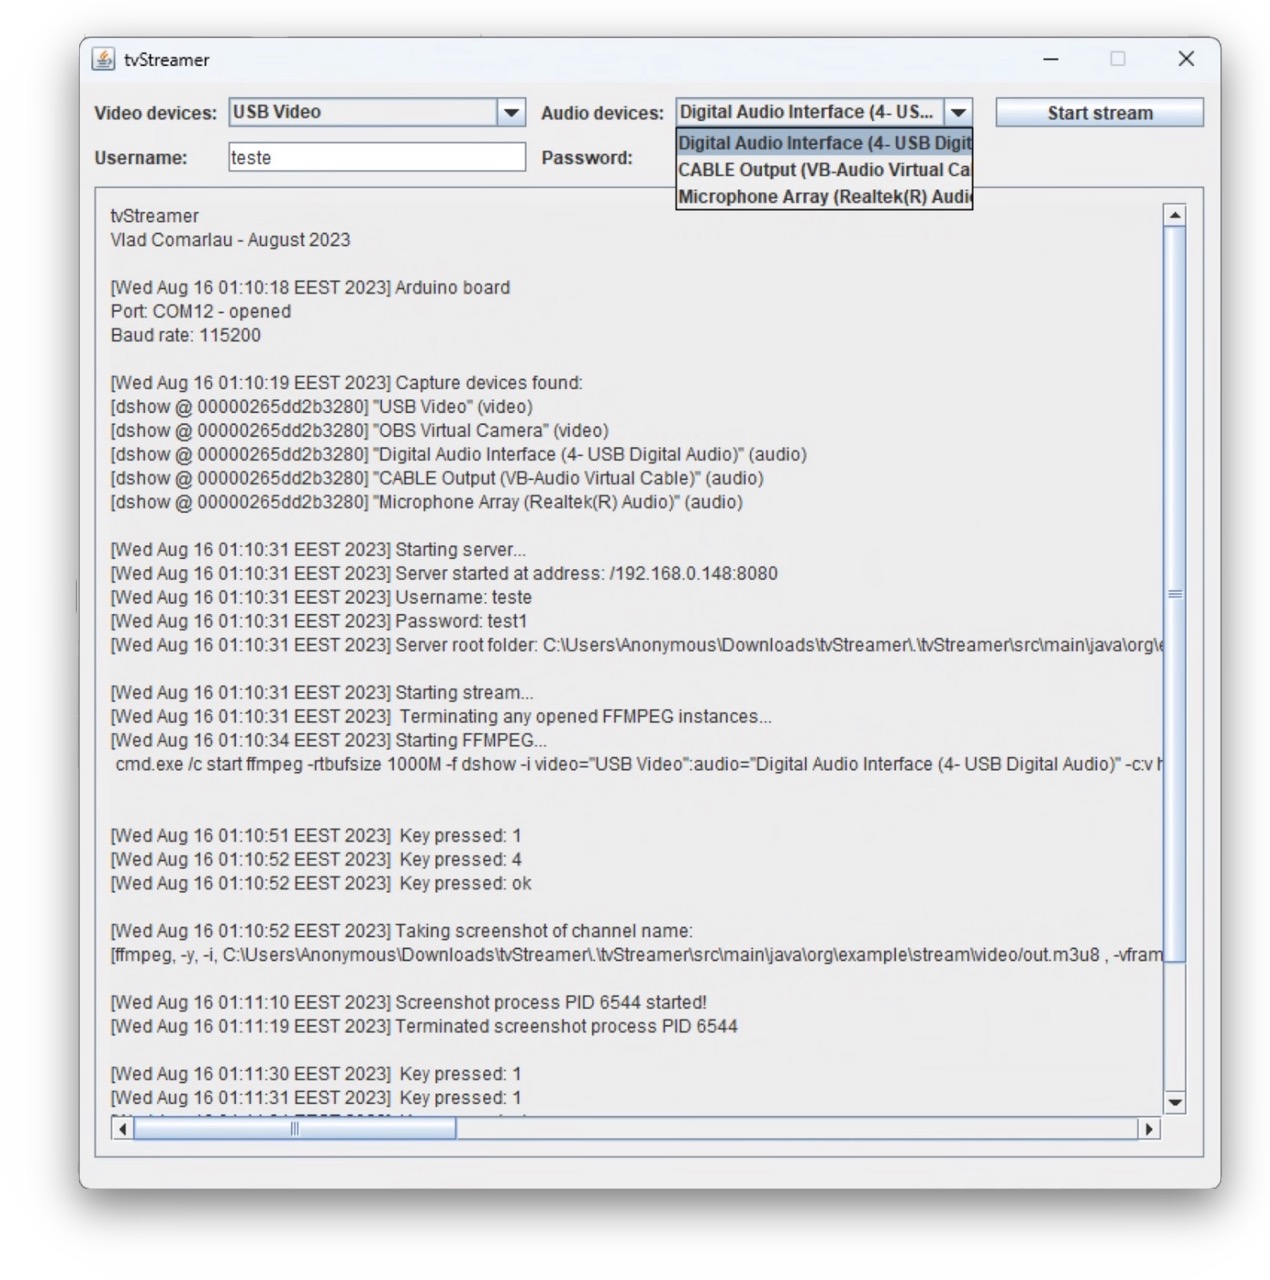 tvStreamer
Video devices: USB Video Audio devices: Digital Audio Interface (4- US... Start stream
Digital Audio Interface (4- USB Digit
Username: teste Password:
CABLE Output (VB-Audio Virtual Ca
Microphone Array (Realtek(R) Audi
tvStreamer
Vlad Comarlau - August 2023
[Wed Aug 16 01:10:18 EEST 2023] Arduino board
Port: COM12 - opened
Baud rate: 115200
[Wed Aug 16 01:10:19 EEST 2023] Capture devices found:
[dshow @ 00000265dd2b3280] "USB Video" (video)
[dshow @ 00000265dd2b3280] "OBS Virtual Camera" (video)
[dshow @ 00000265dd2b3280] "Digital Audio Interface (4- USB Digital Audio)" (audio)
[dshow @ 00000265dd2b3280] "CABLE Output (VB-Audio Virtual Cable)" (audio)
[dshow @ 00000265dd2b3280] "Microphone Array (Realtek(R) Audio)" (audio)
[Wed Aug 16 01:10:31 EEST 2023] Starting server...
[Wed Aug 16 01:10:31 EEST 2023] Server started at address: /192.168.0.148:8080
[Wed Aug 16 01:10:31 EEST 2023] Username: teste
[Wed Aug 16 01:10:31 EEST 2023] Password: test1
[Wed Aug 16 01:10:31 EEST 2023] Server root folder: C:\Users\Anonymous\Downloads\tvStreamer\.\tvStreamer\src\main\java\org\e
[Wed Aug 16 01:10:31 EEST 2023] Starting stream...
[Wed Aug 16 01:10:31 EEST 2023]  Terminating any opened FFMPEG instances...
[Wed Aug 16 01:10:34 EEST 2023] Starting FFMPEG...
cmd.exe /c start ffmpeg -rtbufsize 1000M -f dshow -i video="USB Video":audio="Digital Audio Interface (4- USB Digital Audio)" -c:v h
[Wed Aug 16 01:10:51 EEST 2023]  Key pressed: 1
[Wed Aug 16 01:10:52 EEST 2023]  Key pressed: 4
[Wed Aug 16 01:10:52 EEST 2023]  Key pressed: ok
[Wed Aug 16 01:10:52 EEST 2023] Taking screenshot of channel name:
[ffmpeg, -y, -i, C:\Users\Anonymous\Downloads\tvStreamer\.\tvStreamer\src\main\java\org\example\stream\video/out.m3u8 , -vfram
[Wed Aug 16 01:11:10 EEST 2023] Screenshot process PID 6544 started!
[Wed Aug 16 01:11:19 EEST 2023] Terminated screenshot process PID 6544
[Wed Aug 16 01:11:30 EEST 2023]  Key pressed: 1
[Wed Aug 16 01:11:31 EEST 2023]  Key pressed: 1